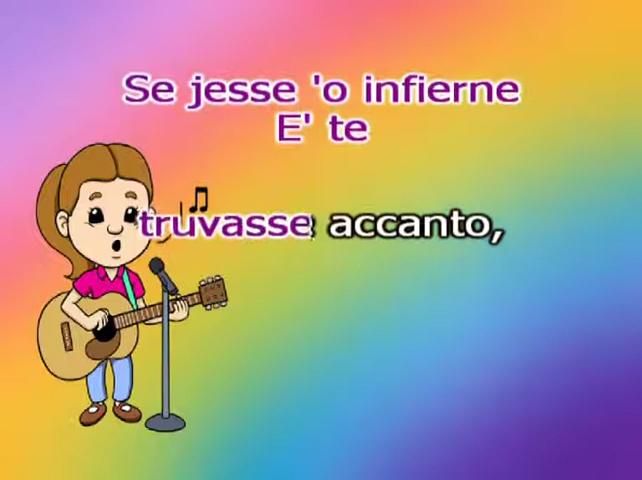 Se jesse 'o infierne
E' te
truvasse accanto,